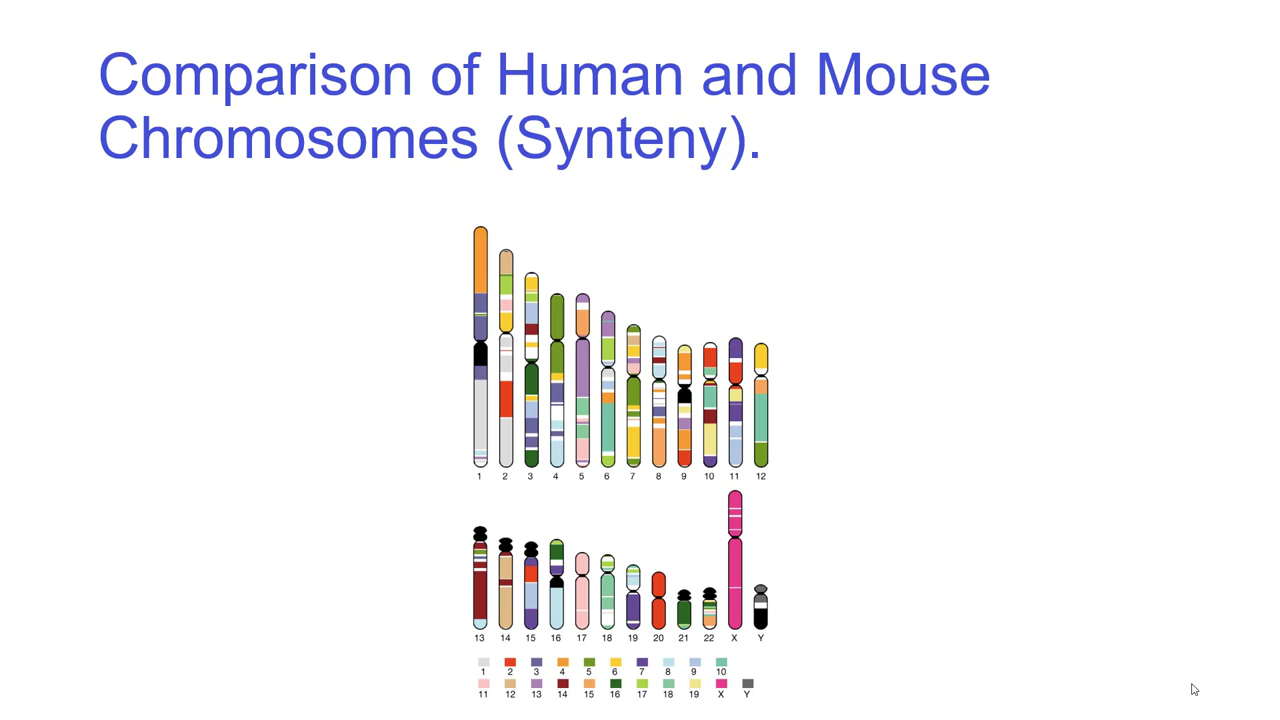 Comparison of Human and Mouse
Chromosomes (Synteny).
1 2 3 4 5 6 7 8 9 10 11 12
13 14 15 16 17 18 19 20 21 22 X Y
1 2 3 4 5 6 7 8 9 10
11 12 13 14 15 16 17 18 19 X Y